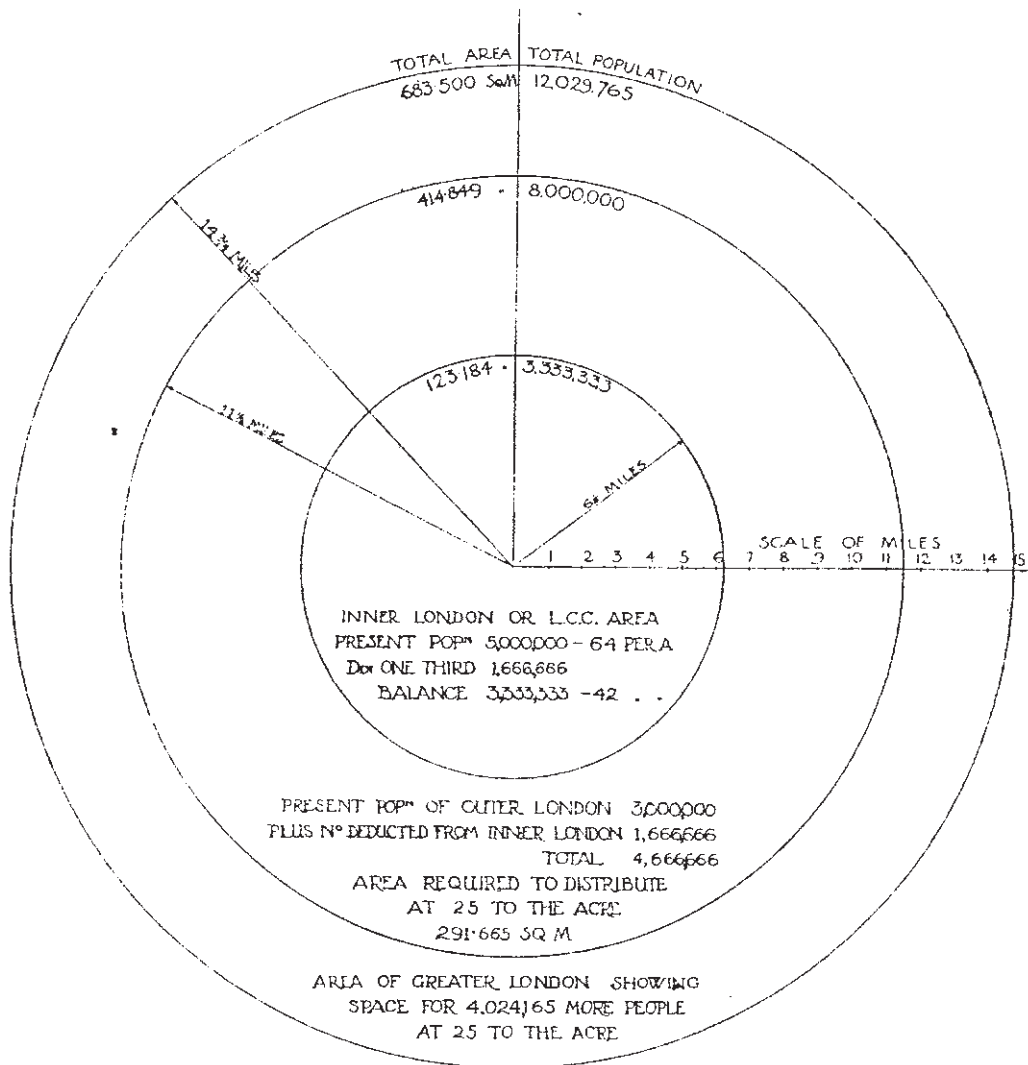 TOTAL AREA TOTAL POPULATION
683·500 SqM 12,029,765
414·849 · 8,000,000
123·184 · 3,333,333
14¾ MILES
MILES
MILES
SCALE OF MILES
1 2 3 4 5 6 7 8 9 10 11 12 13 14 15
INNER LONDON OR L.C.C. AREA
PRESENT POPⁿ 5,000,000 - 64 PER A
ONE THIRD 1,666,666
BALANCE 3,333,333 - 42 . .
PRESENT POPⁿ OF OUTER LONDON 3,000,000
PLUS Nº DEDUCTED FROM INNER LONDON 1,666,666
TOTAL 4,666,666
AREA REQUIRED TO DISTRIBUTE
AT 25 TO THE ACRE
291·665 SQ M
AREA OF GREATER LONDON SHOWING
SPACE FOR 4,024,165 MORE PEOPLE
AT 25 TO THE ACRE